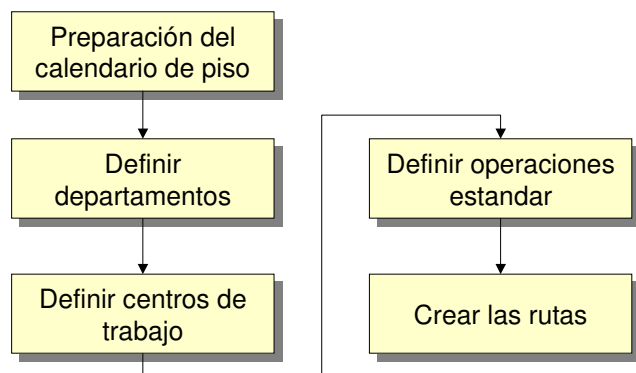 Preparación del
calendario de piso
Definir
departamentos
Definir centros de
trabajo
Definir operaciones
estandar
Crear las rutas